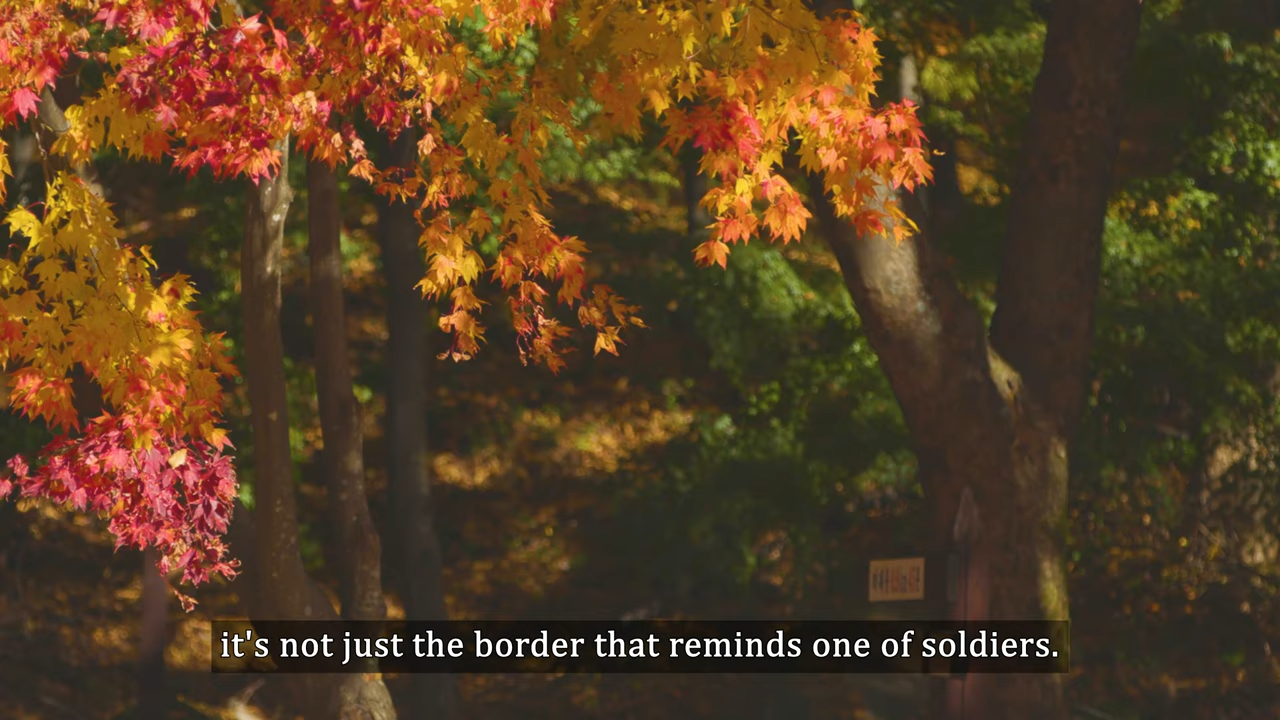 it's not just the border that reminds one of soldiers.